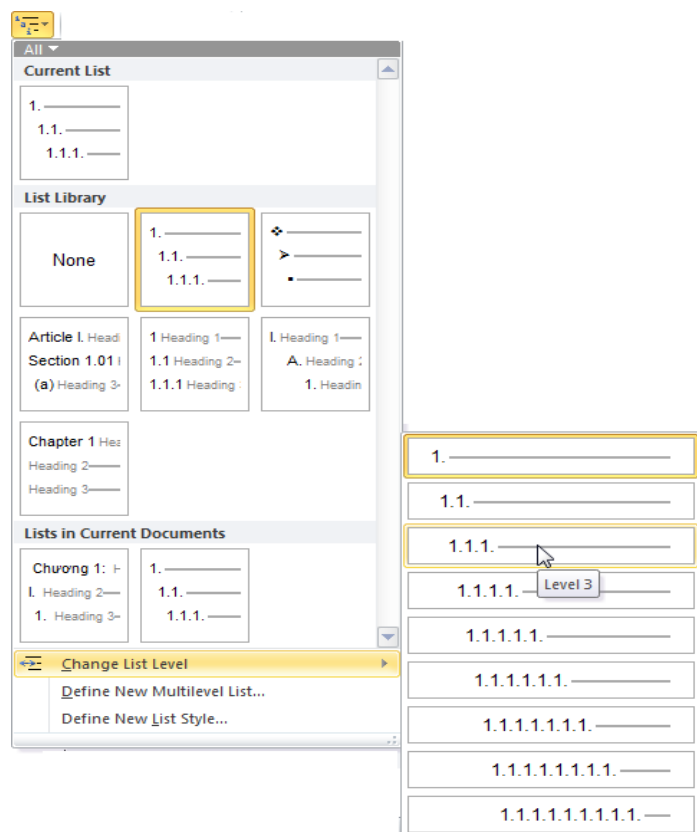 All
Current List
1.
1.1.
1.1.1.
List Library
None
1.
1.1.
1.1.1.
Article I. Headi
Section 1.01 H
(a) Heading 3-
1 Heading 1
1.1 Heading 2
1.1.1 Heading
I. Heading 1
A. Heading 2
1. Headin
Chapter 1 Hea
Heading 2
Heading 3
Lists in Current Documents
Chương 1: H
I. Heading 2
1. Heading 3
1.
1.1.
1.1.1.
Change List Level
Define New Multilevel List...
Define New List Style...
1.
1.1.
1.1.1.
Level 3
1.1.1.1.
1.1.1.1.1.
1.1.1.1.1.1.
1.1.1.1.1.1.1.
1.1.1.1.1.1.1.1.
1.1.1.1.1.1.1.1.1.